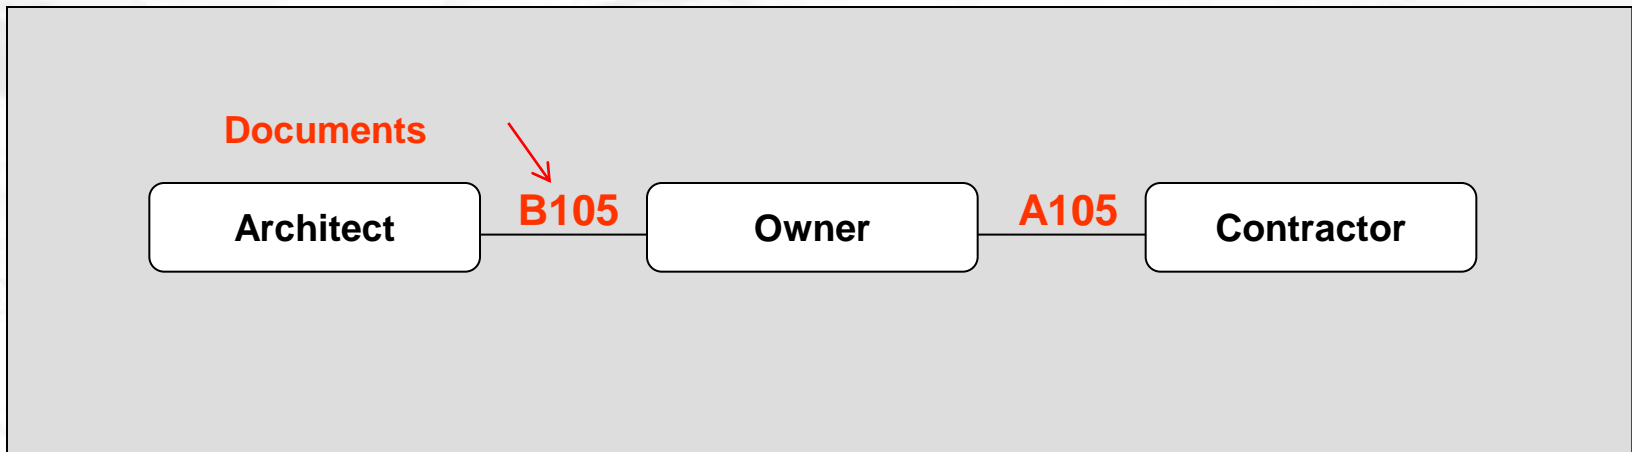 Documents
B105
A105
Architect
Owner
Contractor